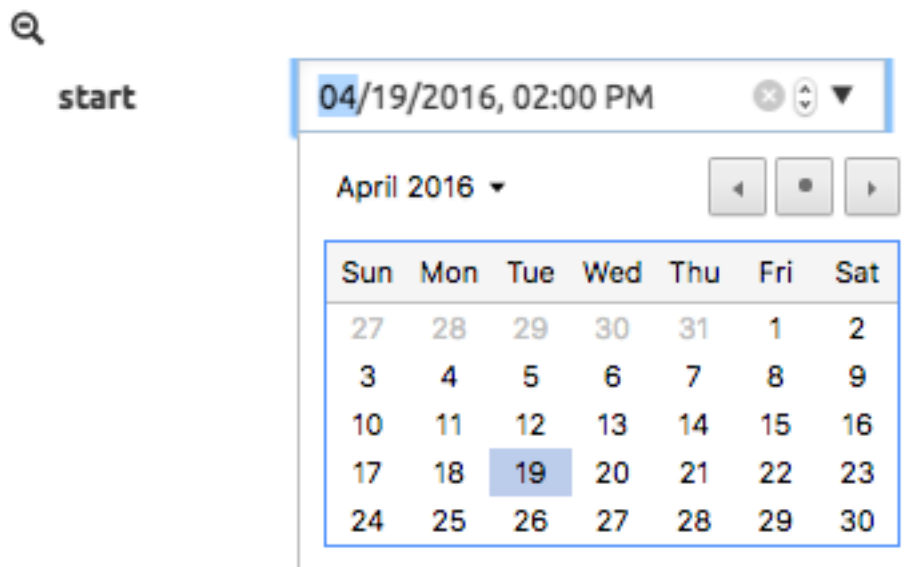 start 04/19/2016, 02:00 PM
April 2016
Sun Mon Tue Wed Thu Fri Sat
27 28 29 30 31 1 2
3 4 5 6 7 8 9
10 11 12 13 14 15 16
17 18 19 20 21 22 23
24 25 26 27 28 29 30